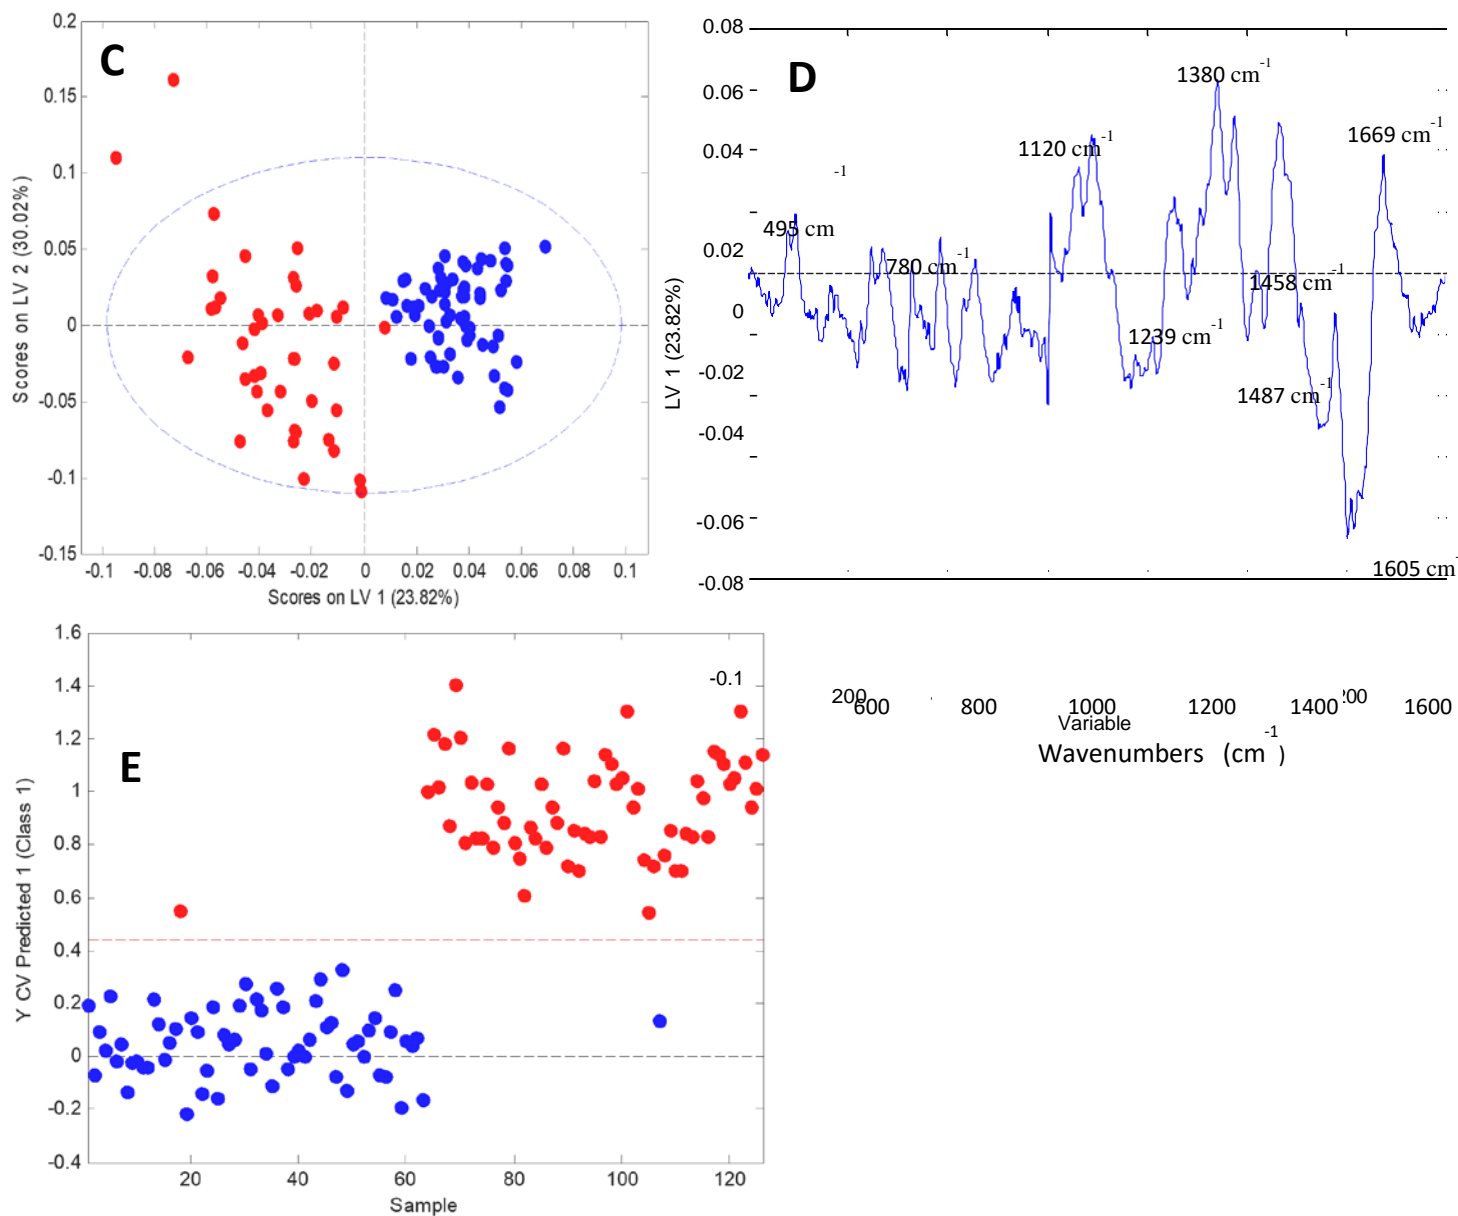 C
0.2
0.15
0.1
0.05
0
-0.05
-0.1
-0.15
Scores on LV 2 (30.02%)
-0.1 -0.08 -0.06 -0.04 -0.02 0 0.02 0.04 0.06 0.08 0.1
Scores on LV 1 (23.82%)
D
0.08
0.06
0.04
0.02
0
-0.02
-0.04
-0.06
-0.08
LV 1 (23.82%)
1380 cm-1
1120 cm-1
1669 cm-1
-1
495 cm
780 cm-1
1458 cm-1
1239 cm-1
1487 cm-1
1605 cm-
-0.1
200
600 800 1000 1200 1400 1600
Variable
Wavenumbers (cm-1)
E
1.6
1.4
1.2
1
0.8
0.6
0.4
0.2
0
-0.2
-0.4
Y CV Predicted 1 (Class 1)
20 40 60 80 100 120
Sample